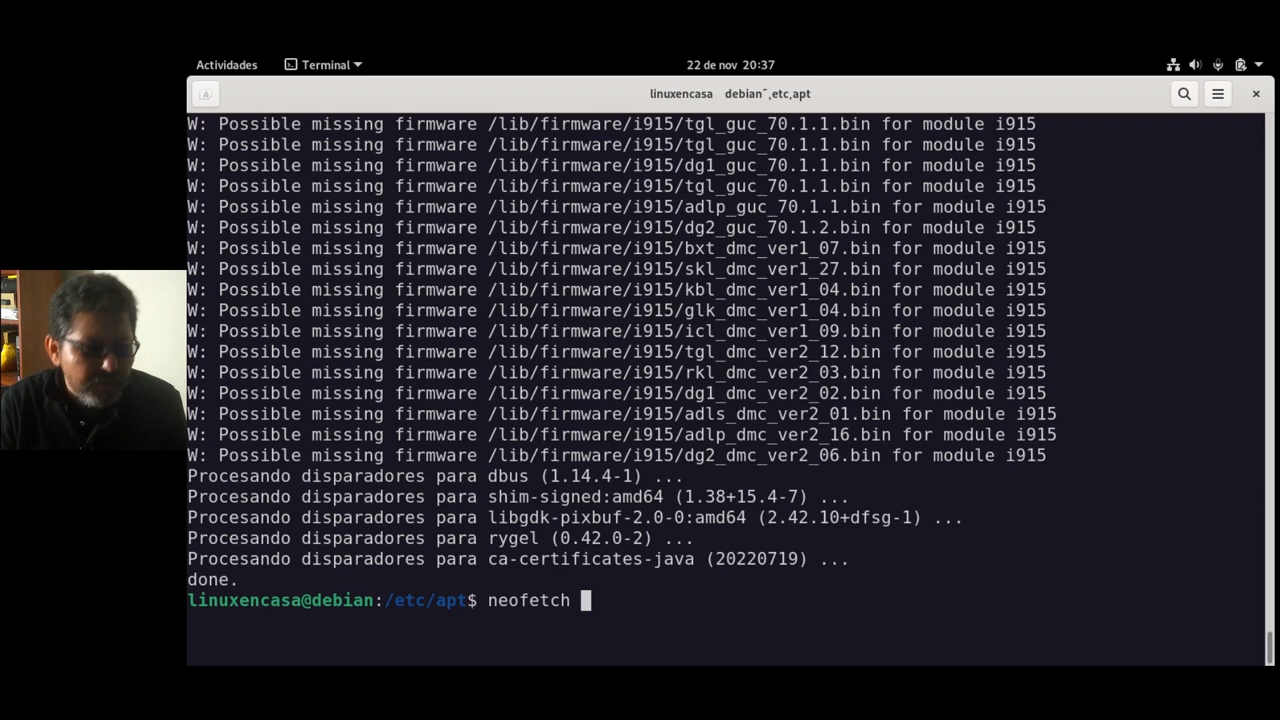 Actividades Terminal 22 de nov 20:37
linuxencasa debian˝,etc,apt
W: Possible missing firmware /lib/firmware/i915/tgl_guc_70.1.1.bin for module i915
W: Possible missing firmware /lib/firmware/i915/tgl_guc_70.1.1.bin for module i915
W: Possible missing firmware /lib/firmware/i915/dg1_guc_70.1.1.bin for module i915
W: Possible missing firmware /lib/firmware/i915/tgl_guc_70.1.1.bin for module i915
W: Possible missing firmware /lib/firmware/i915/adlp_guc_70.1.1.bin for module i915
W: Possible missing firmware /lib/firmware/i915/dg2_guc_70.1.2.bin for module i915
W: Possible missing firmware /lib/firmware/i915/bxt_dmc_ver1_07.bin for module i915
W: Possible missing firmware /lib/firmware/i915/skl_dmc_ver1_27.bin for module i915
W: Possible missing firmware /lib/firmware/i915/kbl_dmc_ver1_04.bin for module i915
W: Possible missing firmware /lib/firmware/i915/glk_dmc_ver1_04.bin for module i915
W: Possible missing firmware /lib/firmware/i915/icl_dmc_ver1_09.bin for module i915
W: Possible missing firmware /lib/firmware/i915/tgl_dmc_ver2_12.bin for module i915
W: Possible missing firmware /lib/firmware/i915/rkl_dmc_ver2_03.bin for module i915
W: Possible missing firmware /lib/firmware/i915/dg1_dmc_ver2_02.bin for module i915
W: Possible missing firmware /lib/firmware/i915/adls_dmc_ver2_01.bin for module i915
W: Possible missing firmware /lib/firmware/i915/adlp_dmc_ver2_16.bin for module i915
W: Possible missing firmware /lib/firmware/i915/dg2_dmc_ver2_06.bin for module i915
Procesando disparadores para dbus (1.14.4-1) ...
Procesando disparadores para shim-signed:amd64 (1.38+15.4-7) ...
Procesando disparadores para libgdk-pixbuf-2.0-0:amd64 (2.42.10+dfsg-1) ...
Procesando disparadores para rygel (0.42.0-2) ...
Procesando disparadores para ca-certificates-java (20220719) ...
done.
linuxencasa@debian:/etc/apt$ neofetch